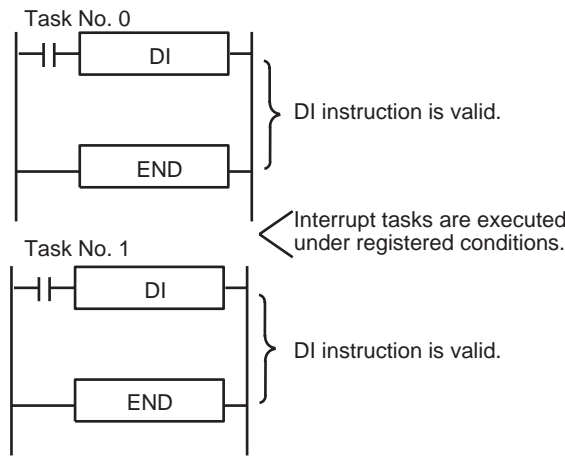 Task No. 0
DI
DI instruction is valid.
END
Interrupt tasks are executed
under registered conditions.
Task No. 1
DI
DI instruction is valid.
END